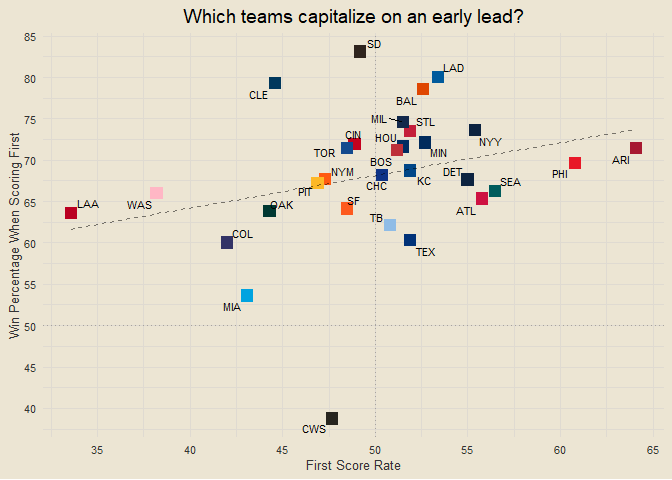 Which teams capitalize on an early lead?
Win Percentage When Scoring First
85
80
75
70
65
60
55
50
45
40
SD
LAD
CLE
BAL
MIL
STL
CIN
HOU
NYY
TOR
MIN
BOS
ARI
NYM
KC
DET
PHI
PIT
CHC
SEA
LAA
WAS
OAK
SF
ATL
TB
COL
TEX
MIA
CWS
35
40
45
50
55
60
65
First Score Rate